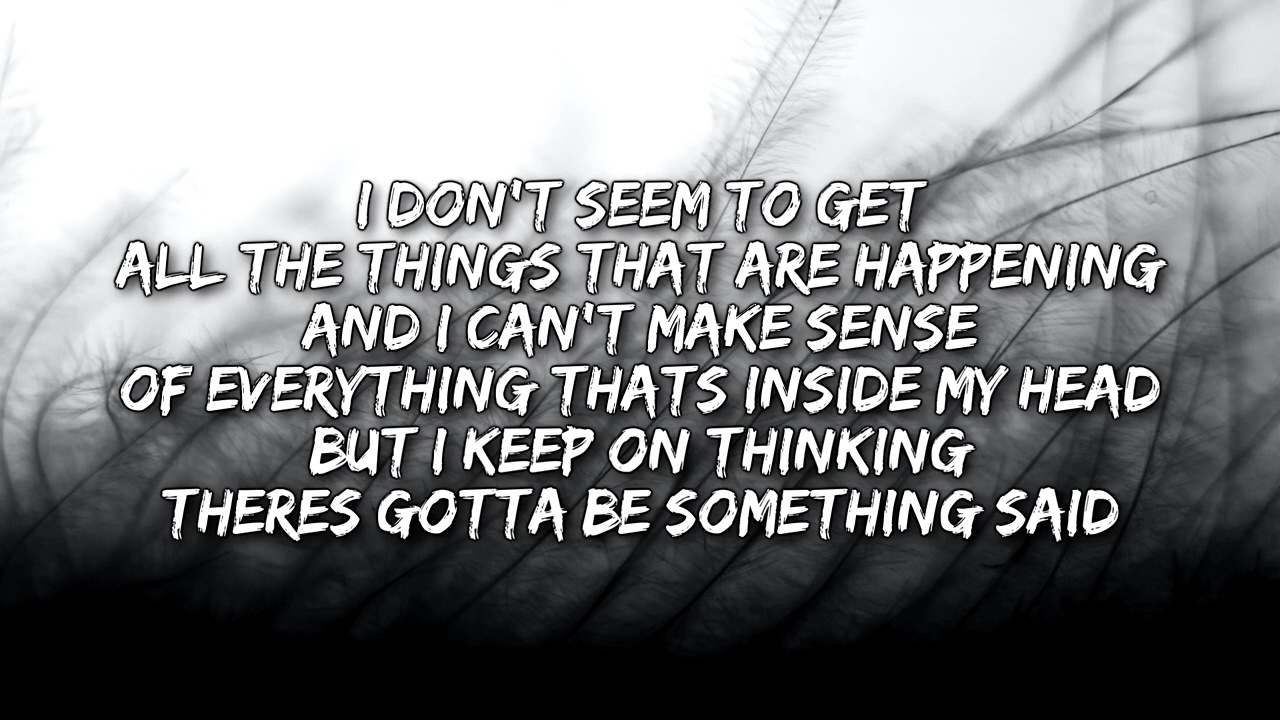 I DON'T SEEM TO GET
ALL THE THINGS THAT ARE HAPPENING
AND I CAN'T MAKE SENSE
OF EVERYTHING THATS INSIDE MY HEAD
BUT I KEEP ON THINKING
THERES GOTTA BE SOMETHING SAID